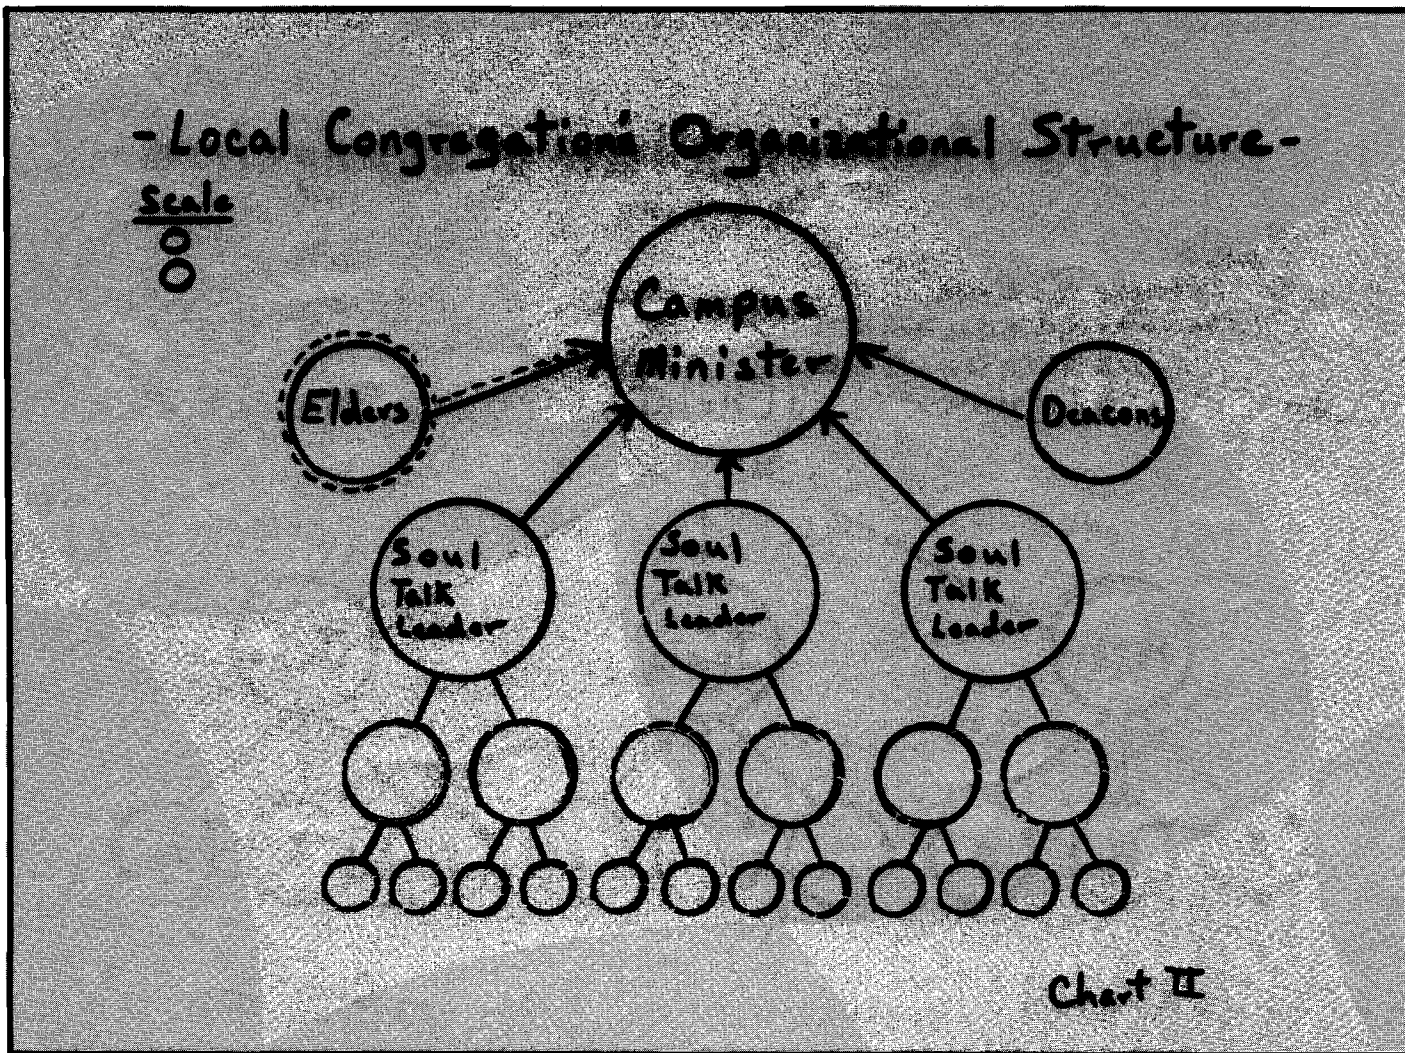 - Local Congregation's Organizational Structure -
Scale
Campus
Minister
Elders
Deacons
Soul
Talk
Leader
Soul
Talk
Leader
Soul
Talk
Leader
Chart II